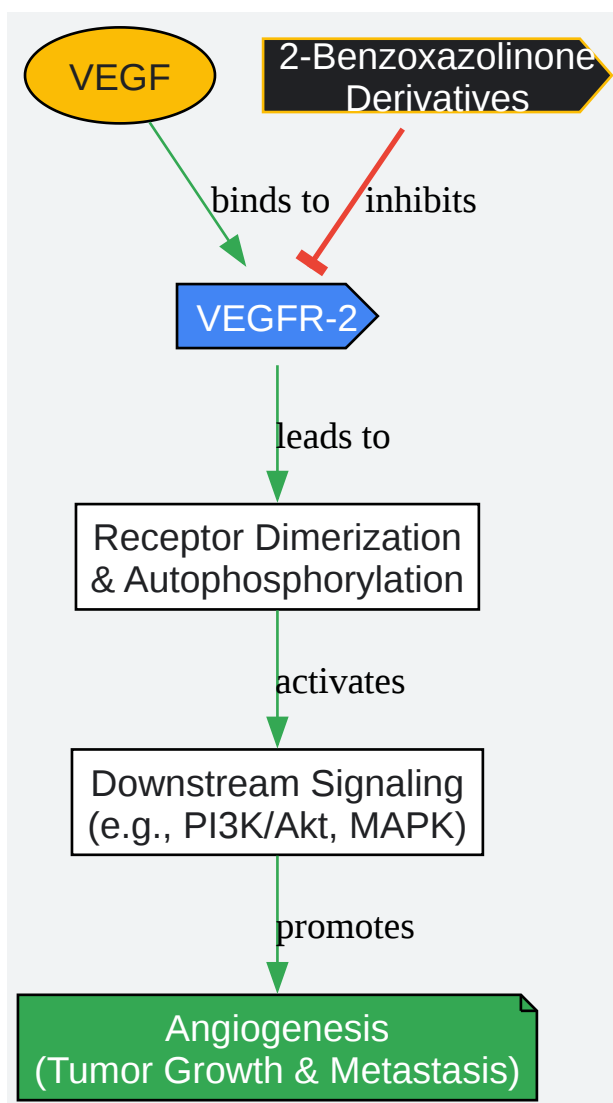 VEGF
2-Benzoxazolinone
Derivatives
binds to
inhibits
VEGFR-2
leads to
Receptor Dimerization
& Autophosphorylation
activates
Downstream Signaling
(e.g., PI3K/Akt, MAPK)
promotes
Angiogenesis
(Tumor Growth & Metastasis)